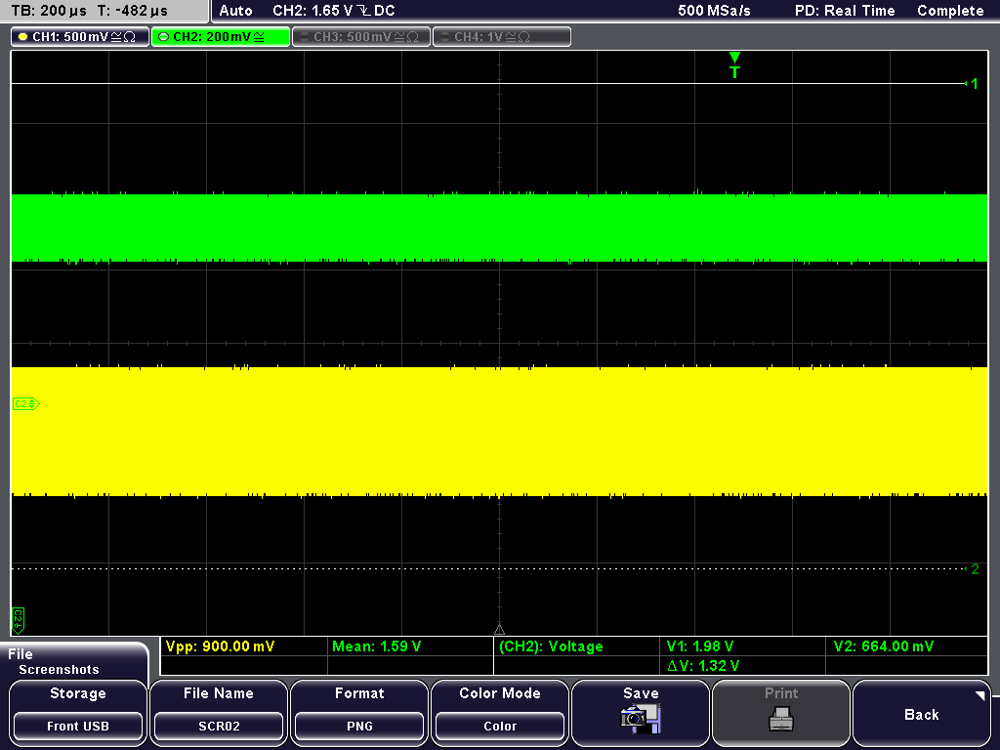 TB: 200 µs T: -482 µs Auto CH2: 1.65 V DC 500 MSa/s PD: Real Time Complete
CH1: 500mV≅Ω CH2: 200mV≅ CH3: 500mV≅Ω CH4: 1V≅Ω
T
1
C2
2
C2
Vpp: 900.00 mV Mean: 1.59 V (CH2): Voltage V1: 1.98 V V2: 664.00 mV
ΔV: 1.32 V
File
Screenshots
Storage File Name Format Color Mode Save Print Back
Front USB SCR02 PNG Color